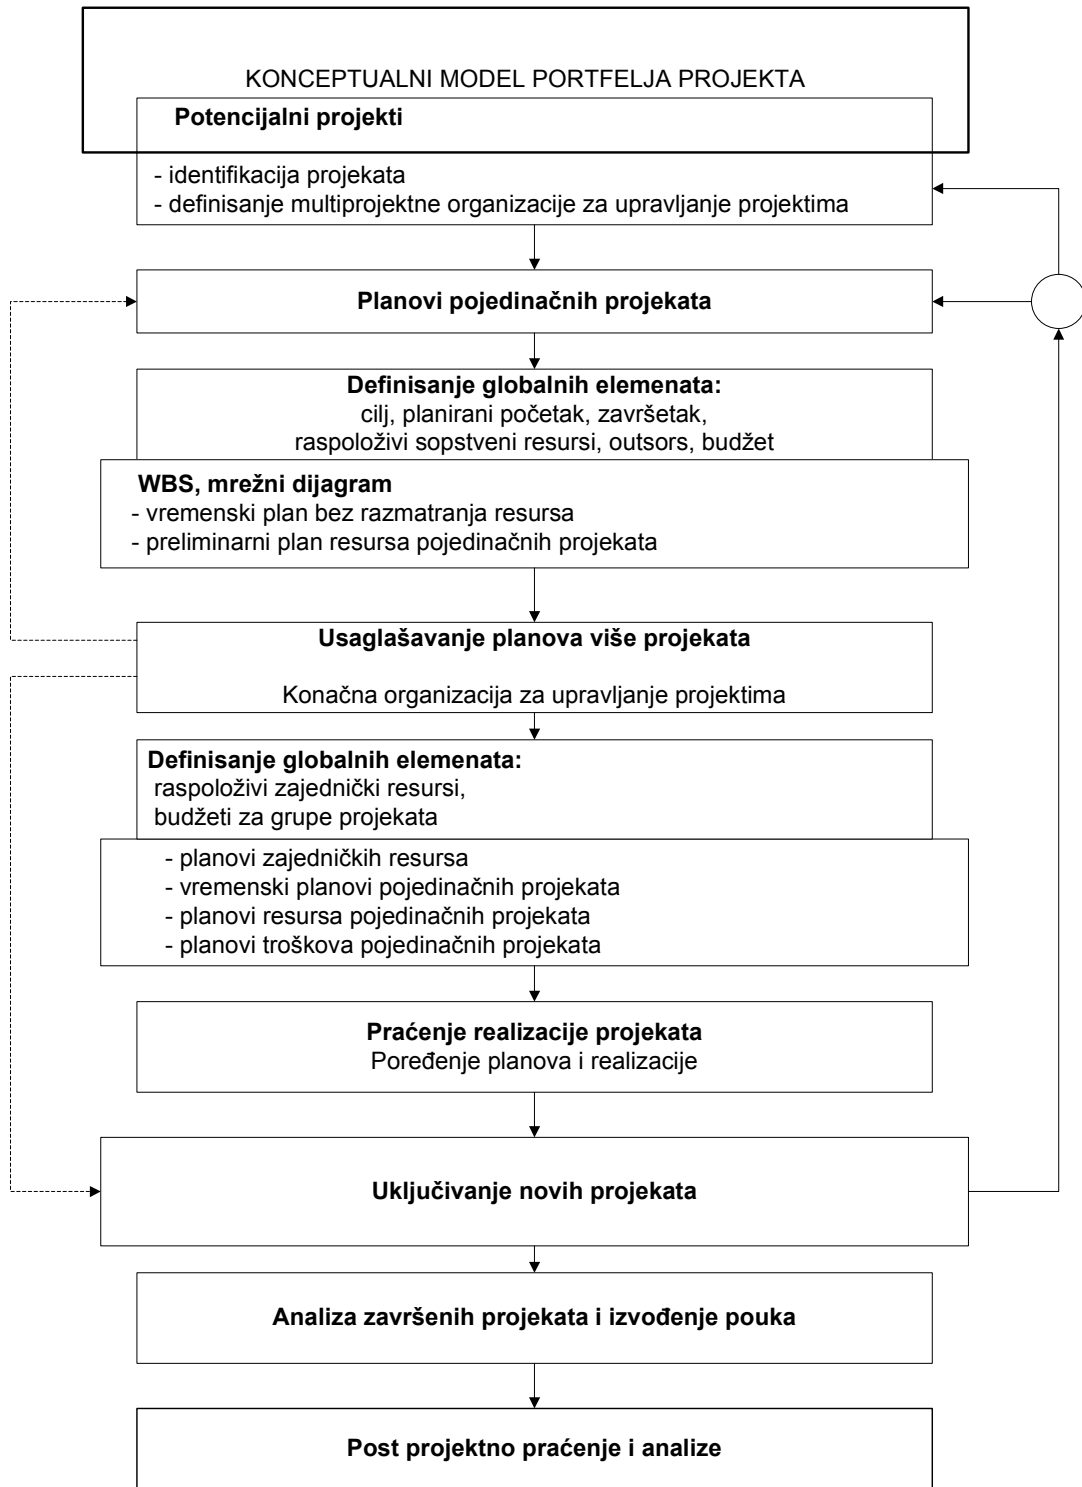 KONCEPTUALNI MODEL PORTFELJA PROJEKTA
Potencijalni projekti
- identifikacija projekata
- definisanje multiprojektne organizacije za upravljanje projektima
Planovi pojedinačnih projekata
Definisanje globalnih elemenata:
cilj, planirani početak, završetak,
raspoloživi sopstveni resursi, outsors, budžet
WBS, mrežni dijagram
- vremenski plan bez razmatranja resursa
- preliminarni plan resursa pojedinačnih projekata
Usaglašavanje planova više projekata
Konačna organizacija za upravljanje projektima
Definisanje globalnih elemenata:
raspoloživi zajednički resursi,
budžeti za grupe projekata
- planovi zajedničkih resursa
- vremenski planovi pojedinačnih projekata
- planovi resursa pojedinačnih projekata
- planovi troškova pojedinačnih projekata
Praćenje realizacije projekata
Poređenje planova i realizacije
Uključivanje novih projekata
Analiza završenih projekata i izvođenje pouka
Post projektno praćenje i analize